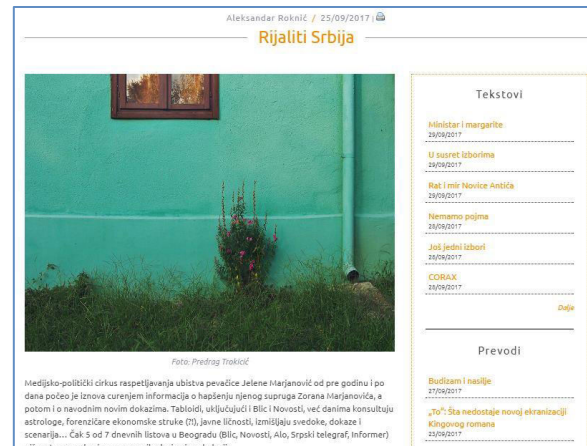 Aleksandar Roknić / 25/09/2017 |
Rijaliti Srbija
Foto: Predrag Trokicić
Medijsko-politički cirkus raspetljavanja ubistva pevačice Jelene Marjanović od pre godinu i po
dana počeo je iznova curenjem informacija o hapšenju njenog supruga Zorana Marjanovića, a
potom i o navodnim novim dokazima. Tabloidi, uključujući i Blic i Novosti, već danima konsultuju
astrologe, forenzičare ekonomske struke (?!), javne ličnosti, izmišljaju svedoke, dokaze i
scenarija... Čak 5 od 7 dnevnih listova u Beogradu (Blic, Novosti, Alo, Srpski telegraf, Informer)
Tekstovi
Ministar i margarite
29/09/2017
U susret izborima
29/09/2017
Rat i mir Novice Antića
29/09/2017
Nemamo pojma
28/09/2017
Još jedni izbori
28/09/2017
CORAX
28/09/2017
Dalje
Prevodi
Budizam i nasilje
27/09/2017
„To“: Šta nedostaje novoj ekranizaciji
Kingovog romana
23/09/2017